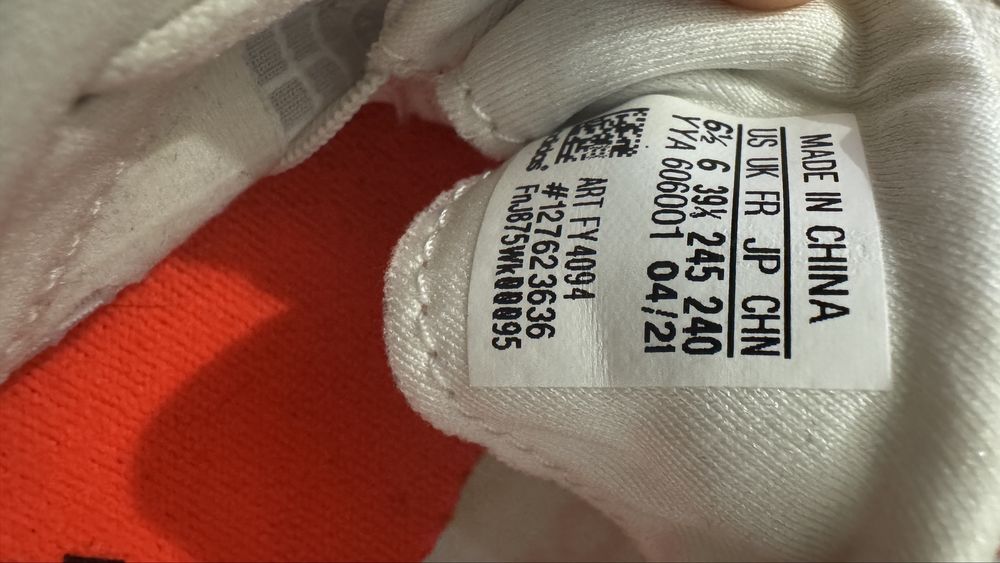 MADE IN CHINA
US UK FR JP CHN
6½ 6 39⅓ 245 240
YYA 606001 04/21
ART FY4094
#127623636
FnJ875WK00095
adidas